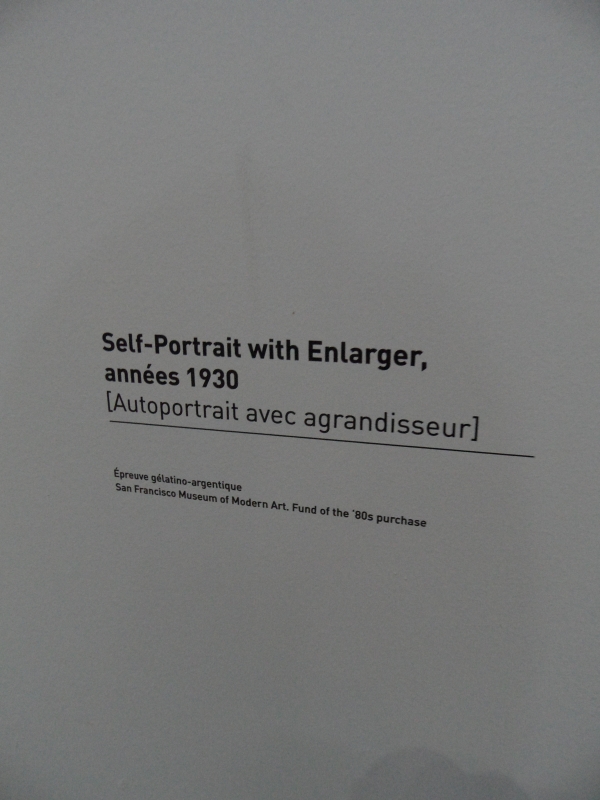 Self-Portrait with Enlarger,
années 1930
[Autoportrait avec agrandisseur]
Épreuve gélatino-argentique
San Francisco Museum of Modern Art. Fund of the '80s purchase